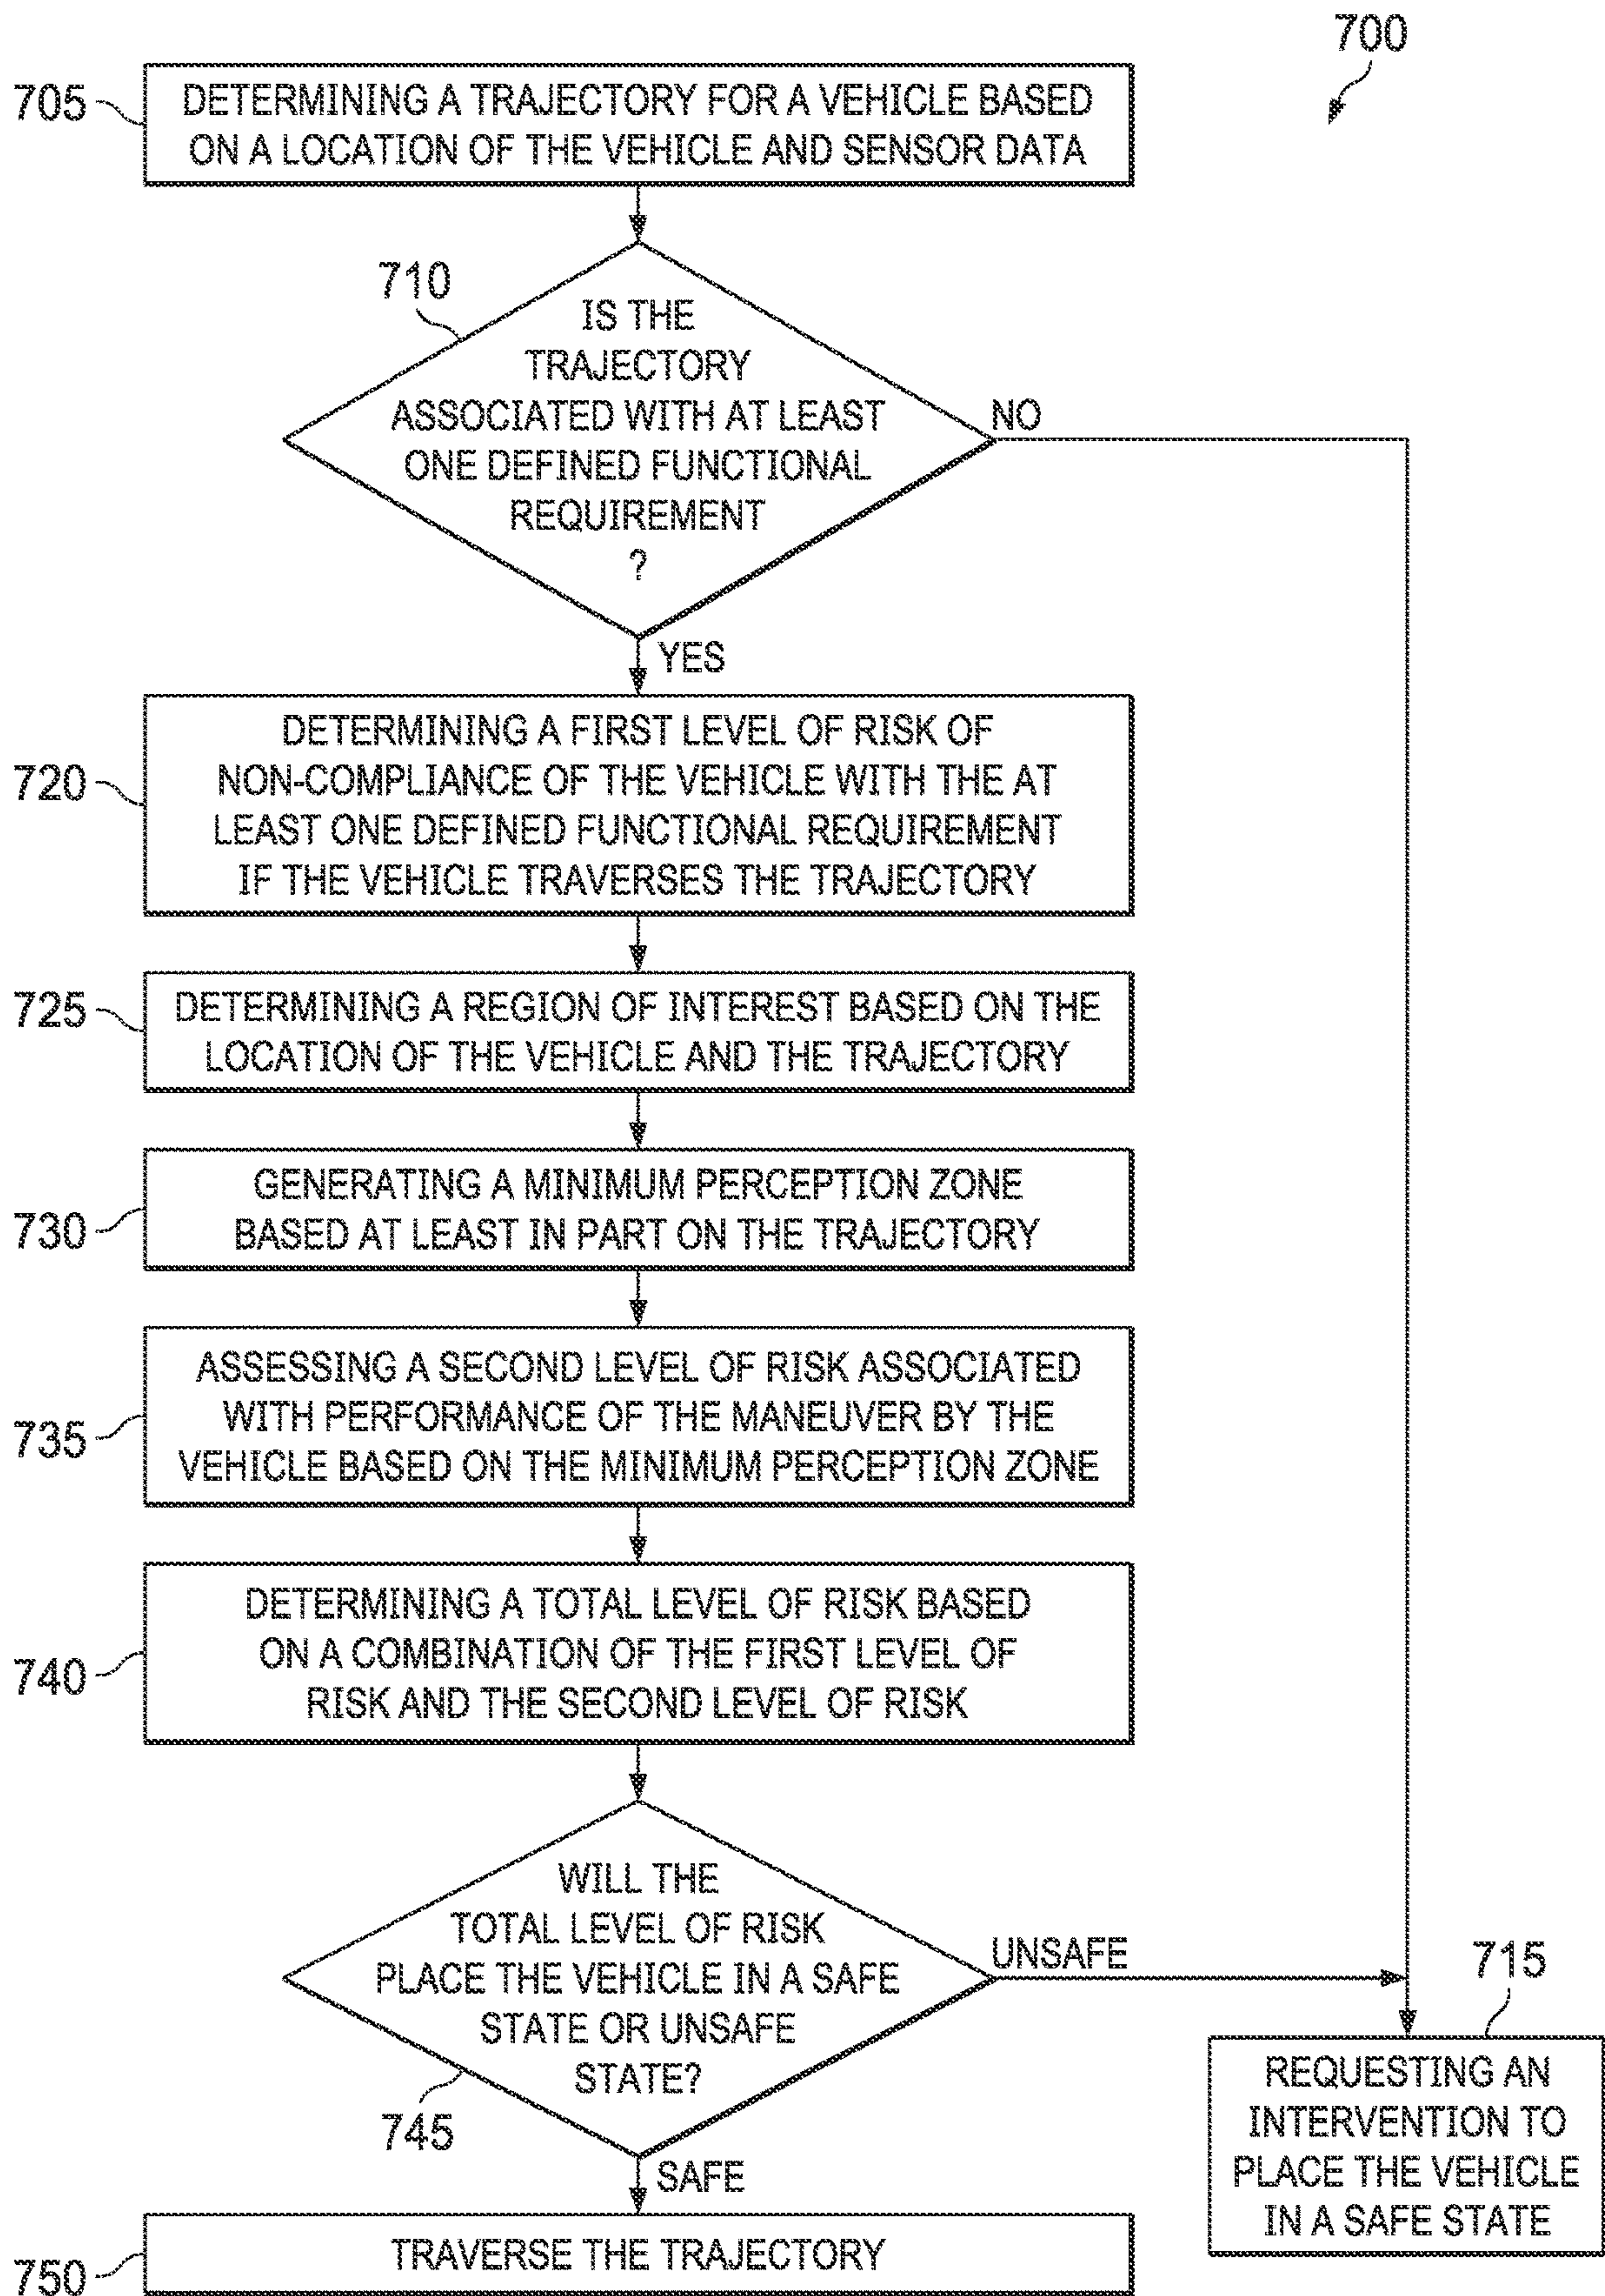 700
705
DETERMINING A TRAJECTORY FOR A VEHICLE BASED
ON A LOCATION OF THE VEHICLE AND SENSOR DATA
710
IS THE
TRAJECTORY
ASSOCIATED WITH AT LEAST
ONE DEFINED FUNCTIONAL
REQUIREMENT
?
NO
YES
720
DETERMINING A FIRST LEVEL OF RISK OF
NON-COMPLIANCE OF THE VEHICLE WITH THE AT
LEAST ONE DEFINED FUNCTIONAL REQUIREMENT
IF THE VEHICLE TRAVERSES THE TRAJECTORY
725
DETERMINING A REGION OF INTEREST BASED ON THE
LOCATION OF THE VEHICLE AND THE TRAJECTORY
730
GENERATING A MINIMUM PERCEPTION ZONE
BASED AT LEAST IN PART ON THE TRAJECTORY
735
ASSESSING A SECOND LEVEL OF RISK ASSOCIATED
WITH PERFORMANCE OF THE MANEUVER BY THE
VEHICLE BASED ON THE MINIMUM PERCEPTION ZONE
740
DETERMINING A TOTAL LEVEL OF RISK BASED
ON A COMBINATION OF THE FIRST LEVEL OF
RISK AND THE SECOND LEVEL OF RISK
WILL THE
TOTAL LEVEL OF RISK
PLACE THE VEHICLE IN A SAFE
STATE OR UNSAFE
STATE?
745
UNSAFE
SAFE
715
REQUESTING AN
INTERVENTION TO
PLACE THE VEHICLE
IN A SAFE STATE
750
TRAVERSE THE TRAJECTORY